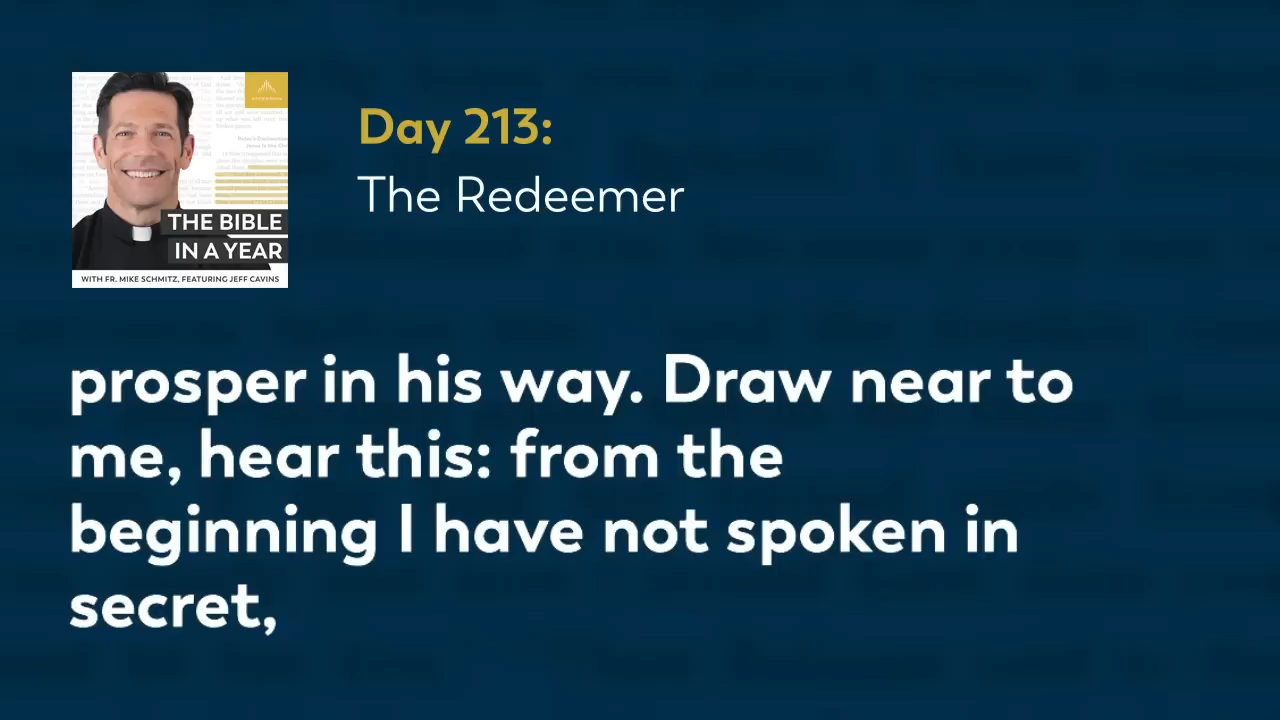 Day 213:
The Redeemer
THE BIBLE
IN A YEAR
WITH FR. MIKE SCHMITZ, FEATURING JEFF CAVINS
prosper in his way. Draw near to
me, hear this: from the
beginning I have not spoken in
secret,